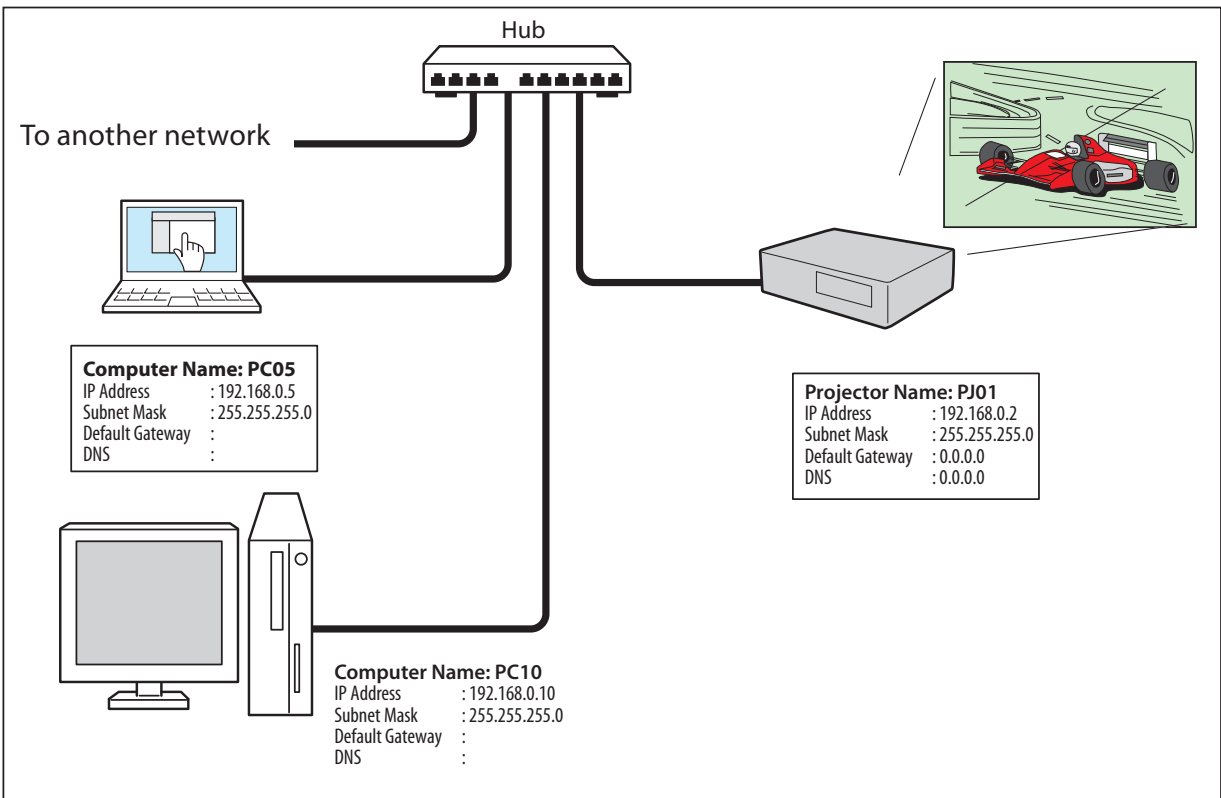 Hub
To another network
Computer Name: PC05
IP Address : 192.168.0.5
Subnet Mask : 255.255.255.0
Default Gateway :
DNS :
Projector Name: PJ01
IP Address : 192.168.0.2
Subnet Mask : 255.255.255.0
Default Gateway : 0.0.0.0
DNS : 0.0.0.0
Computer Name: PC10
IP Address : 192.168.0.10
Subnet Mask : 255.255.255.0
Default Gateway :
DNS :